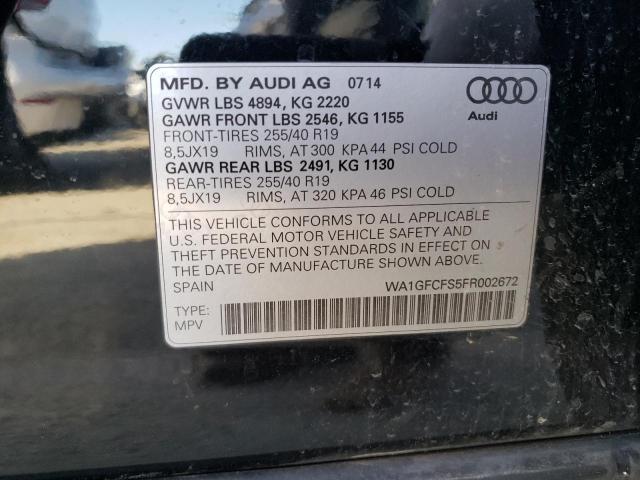 MFD. BY AUDI AG 0714
GVWR LBS 4894, KG 2220
GAWR FRONT LBS 2546, KG 1155
FRONT-TIRES 255/40 R19
8,5JX19 RIMS, AT 300 KPA 44 PSI COLD
GAWR REAR LBS 2491, KG 1130
REAR-TIRES 255/40 R19
8,5JX19 RIMS, AT 320 KPA 46 PSI COLD
Audi
THIS VEHICLE CONFORMS TO ALL APPLICABLE
U.S. FEDERAL MOTOR VEHICLE SAFETY AND
THEFT PREVENTION STANDARDS IN EFFECT ON
THE DATE OF MANUFACTURE SHOWN ABOVE.
SPAIN WA1GFCFS5FR002672
TYPE:
MPV